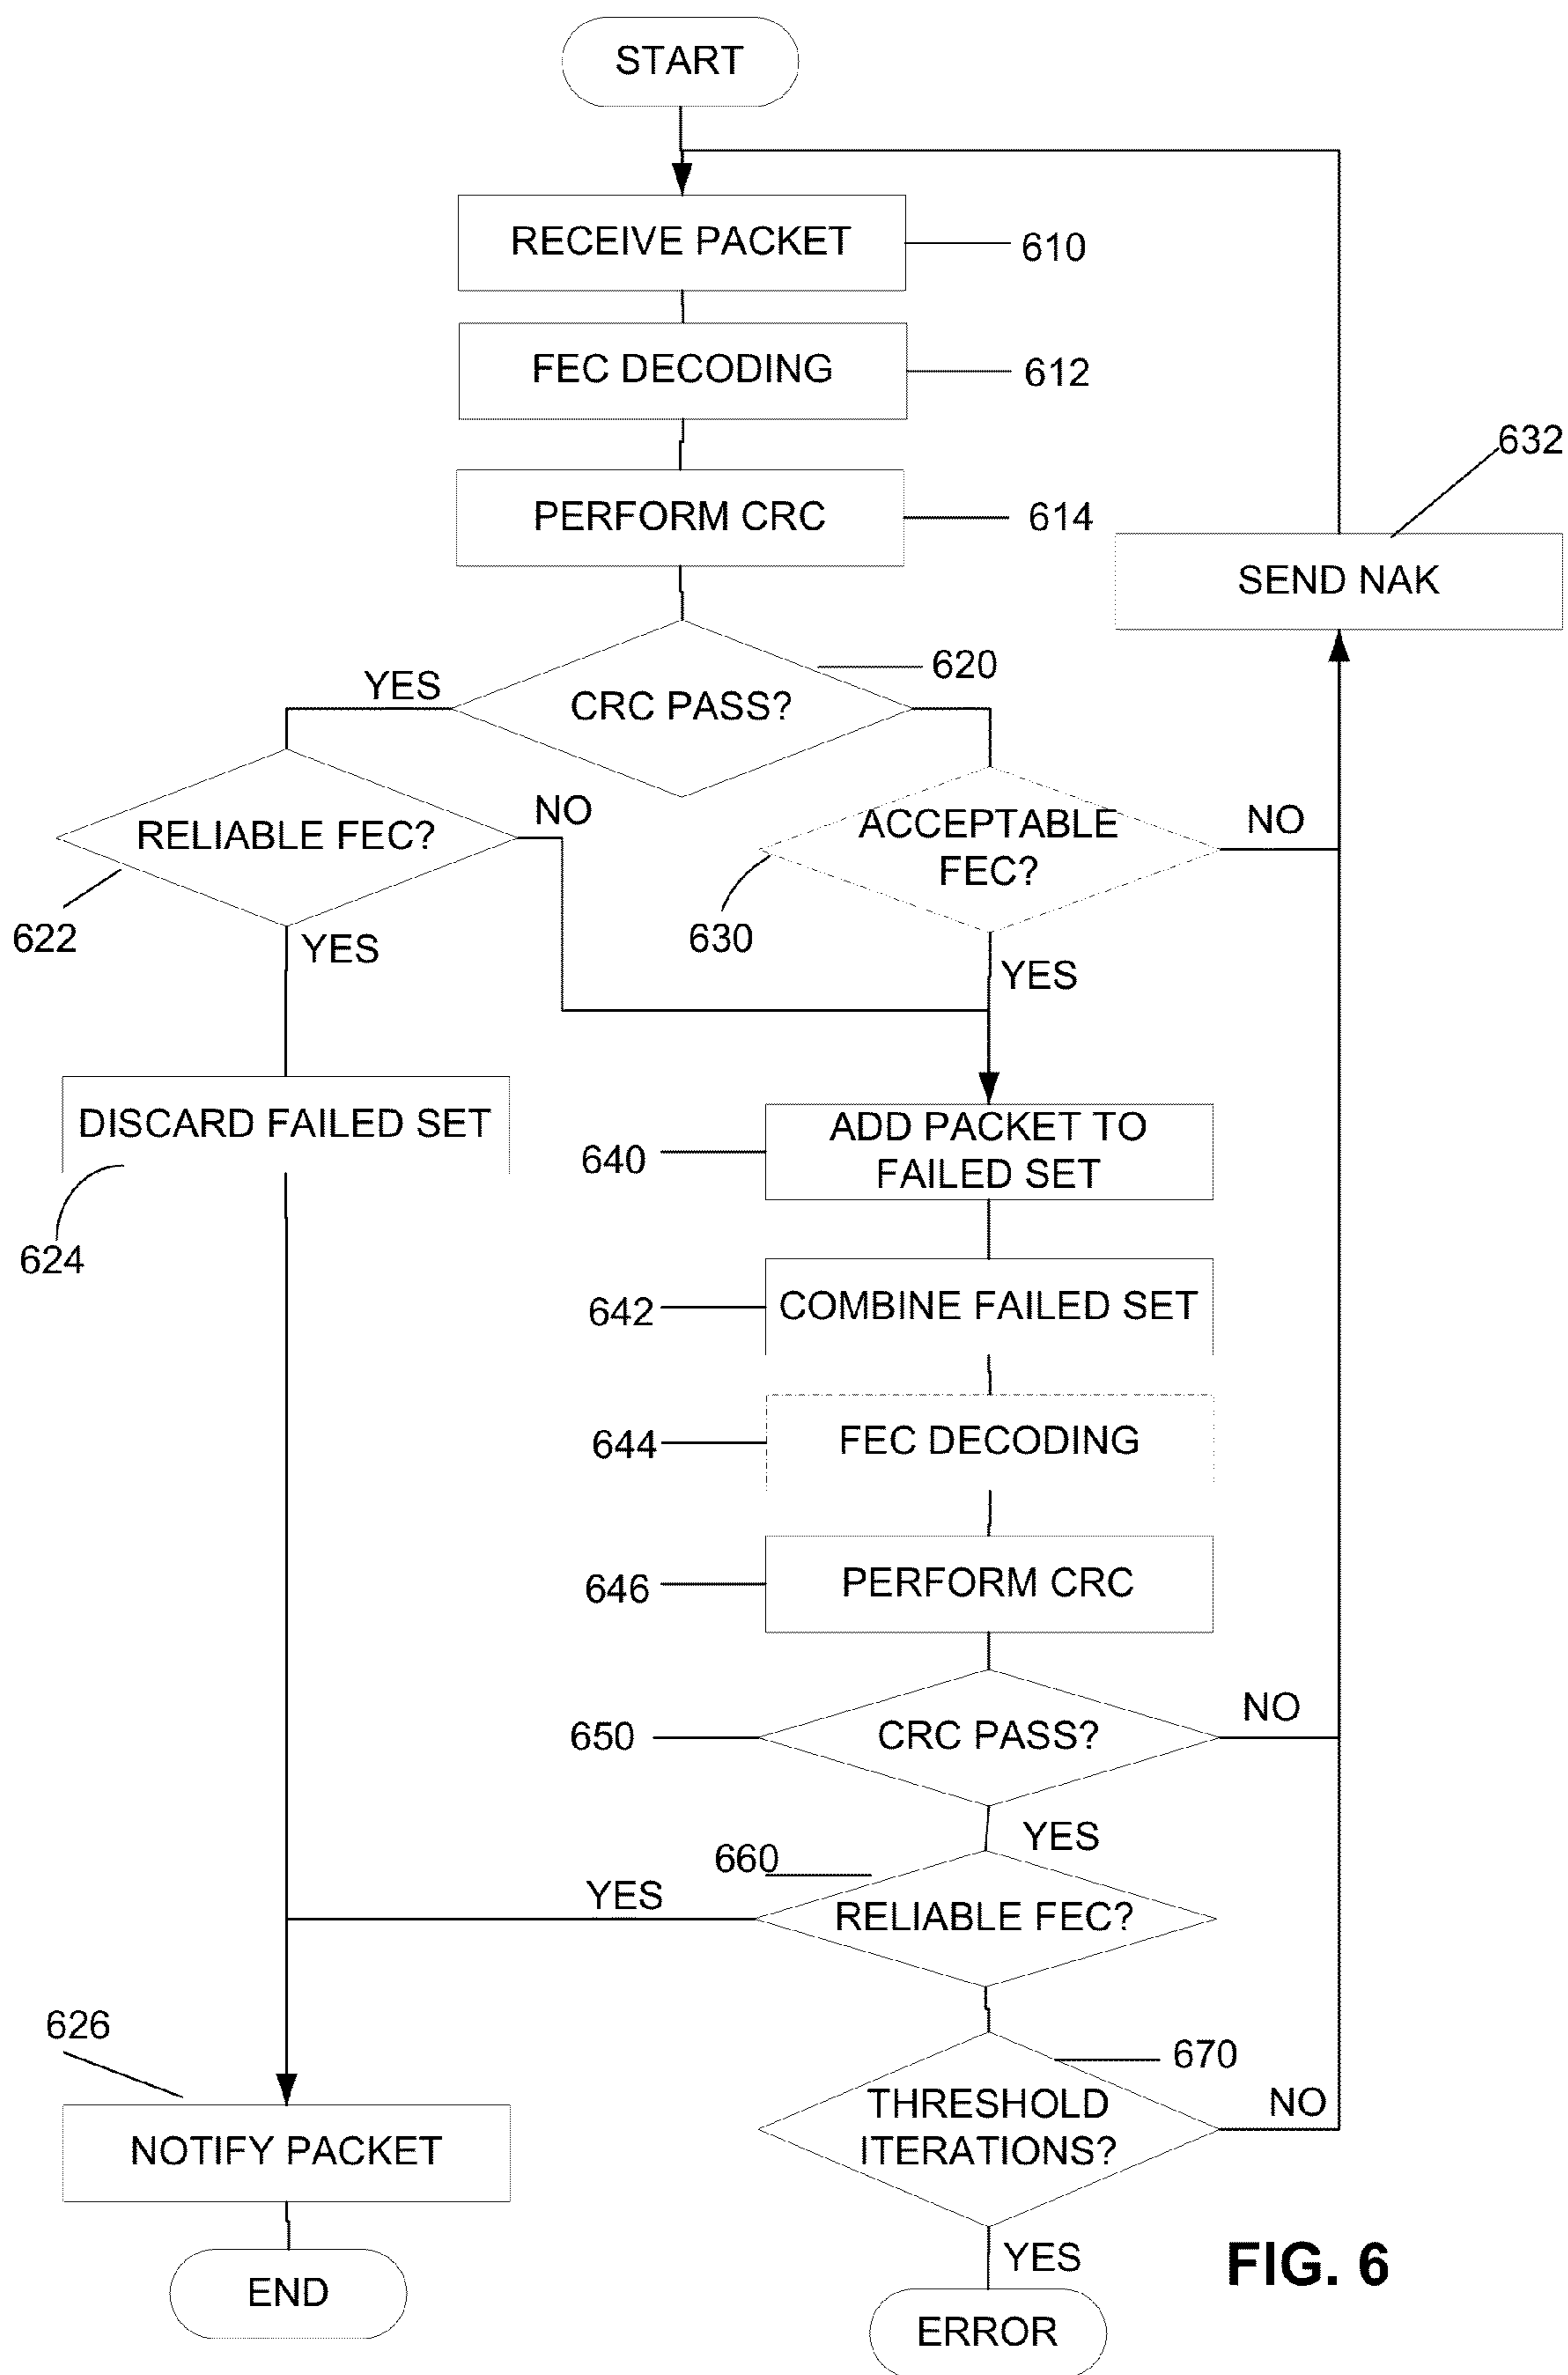 START
RECEIVE PACKET
610
FEC DECODING
612
632
PERFORM CRC
614
SEND NAK
620
YES
CRC PASS?
NO
RELIABLE FEC?
ACCEPTABLE
FEC?
NO
622
YES
630
YES
DISCARD FAILED SET
624
640
ADD PACKET TO
FAILED SET
642
COMBINE FAILED SET
644
FEC DECODING
646
PERFORM CRC
650
CRC PASS?
NO
YES
660
YES
RELIABLE FEC?
626
670
NOTIFY PACKET
THRESHOLD
ITERATIONS?
NO
YES
END
ERROR
FIG. 6